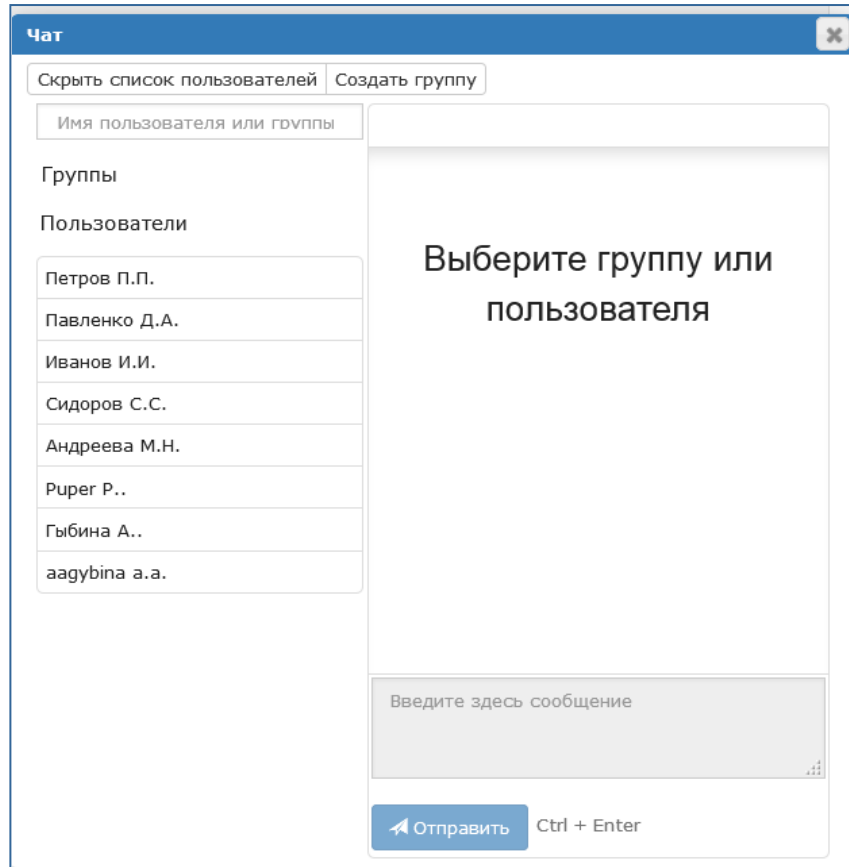 Чат
Скрыть список пользователей Создать группу
Имя пользователя или группы
Группы
Пользователи
Петров П.П.
Павленко Д.А.
Иванов И.И.
Сидоров С.С.
Андреева М.Н.
Puper P..
Гыбина А..
aagybina a.a.
Выберите группу или
пользователя
Введите здесь сообщение
Отправить Ctrl + Enter